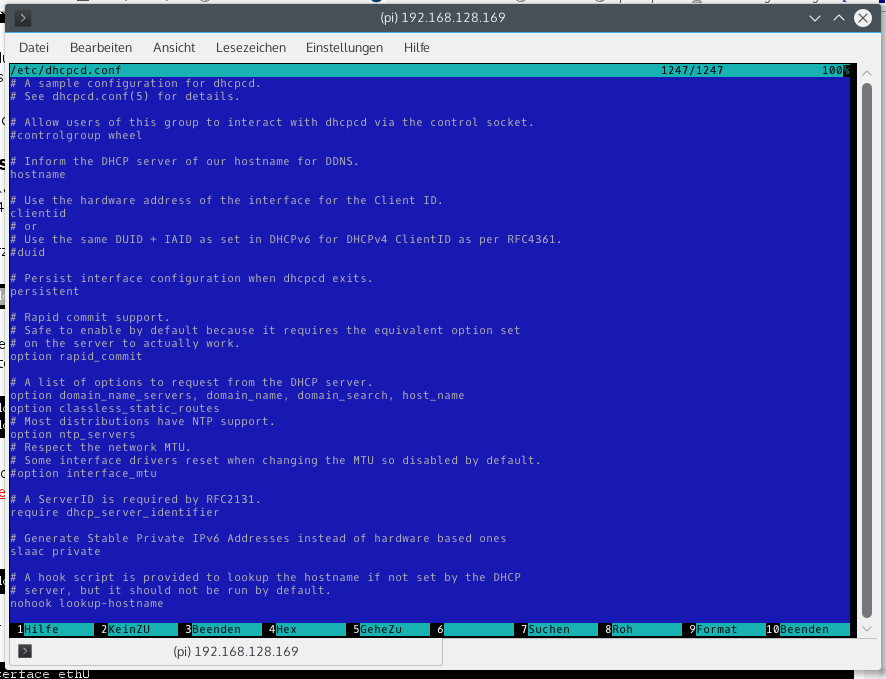 (pi) 192.168.128.169
Datei Bearbeiten Ansicht Lesezeichen Einstellungen Hilfe
/etc/dhcpcd.conf 1247/1247 100%
# A sample configuration for dhcpcd.
# See dhcpcd.conf(5) for details.
# Allow users of this group to interact with dhcpcd via the control socket.
#controlgroup wheel
# Inform the DHCP server of our hostname for DDNS.
hostname
# Use the hardware address of the interface for the Client ID.
clientid
# or
# Use the same DUID + IAID as set in DHCPv6 for DHCPv4 ClientID as per RFC4361.
#duid
# Persist interface configuration when dhcpcd exits.
persistent
# Rapid commit support.
# Safe to enable by default because it requires the equivalent option set
# on the server to actually work.
option rapid_commit
# A list of options to request from the DHCP server.
option domain_name_servers, domain_name, domain_search, host_name
option classless_static_routes
# Most distributions have NTP support.
option ntp_servers
# Respect the network MTU.
# Some interface drivers reset when changing the MTU so disabled by default.
#option interface_mtu
# A ServerID is required by RFC2131.
require dhcp_server_identifier
# Generate Stable Private IPv6 Addresses instead of hardware based ones
slaac private
# A hook script is provided to lookup the hostname if not set by the DHCP
# server, but it should not be run by default.
nohook lookup-hostname
1Hilfe 2KeinZU 3Beenden 4Hex 5GeheZu 6 7Suchen 8Roh 9Format 10Beenden
(pi) 192.168.128.169